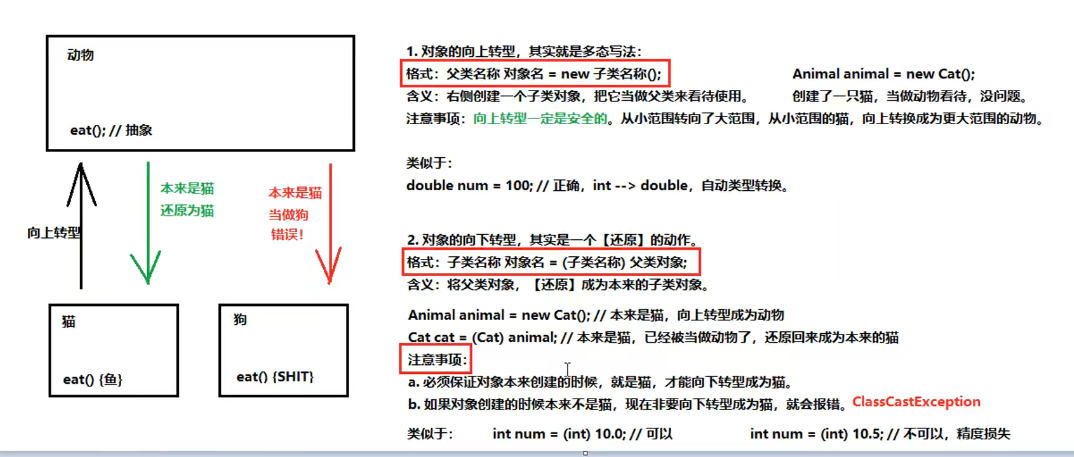 动物
eat(); // 抽象
向上转型
本来是猫
还原为猫
本来是猫
当做狗
错误！
猫
eat() {鱼}
狗
eat() {SHIT}
1. 对象的向上转型，其实就是多态写法：
格式：父类名称 对象名 = new 子类名称();
Animal animal = new Cat();
含义：右侧创建一个子类对象，把它当做父类来看待使用。
创建了一只猫，当做动物看待，没问题。
注意事项：向上转型一定是安全的。从小范围转向了大范围，从小范围的猫，向上转换成为更大范围的动物。
类似于：
double num = 100; // 正确，int --> double，自动类型转换。
2. 对象的向下转型，其实是一个【还原】的动作。
格式：子类名称 对象名 = (子类名称) 父类对象;
含义：将父类对象，【还原】成为本来的子类对象。
Animal animal = new Cat(); // 本来是猫，向上转型成为动物
Cat cat = (Cat) animal; // 本来是猫，已经被当做动物了，还原回来成为本来的猫
注意事项：
a. 必须保证对象本来创建的时候，就是猫，才能向下转型成为猫。
b. 如果对象创建的时候本来不是猫，现在非要向下转型成为猫，就会报错。ClassCastException
类似于： int num = (int) 10.0; // 可以 int num = (int) 10.5; // 不可以，精度损失